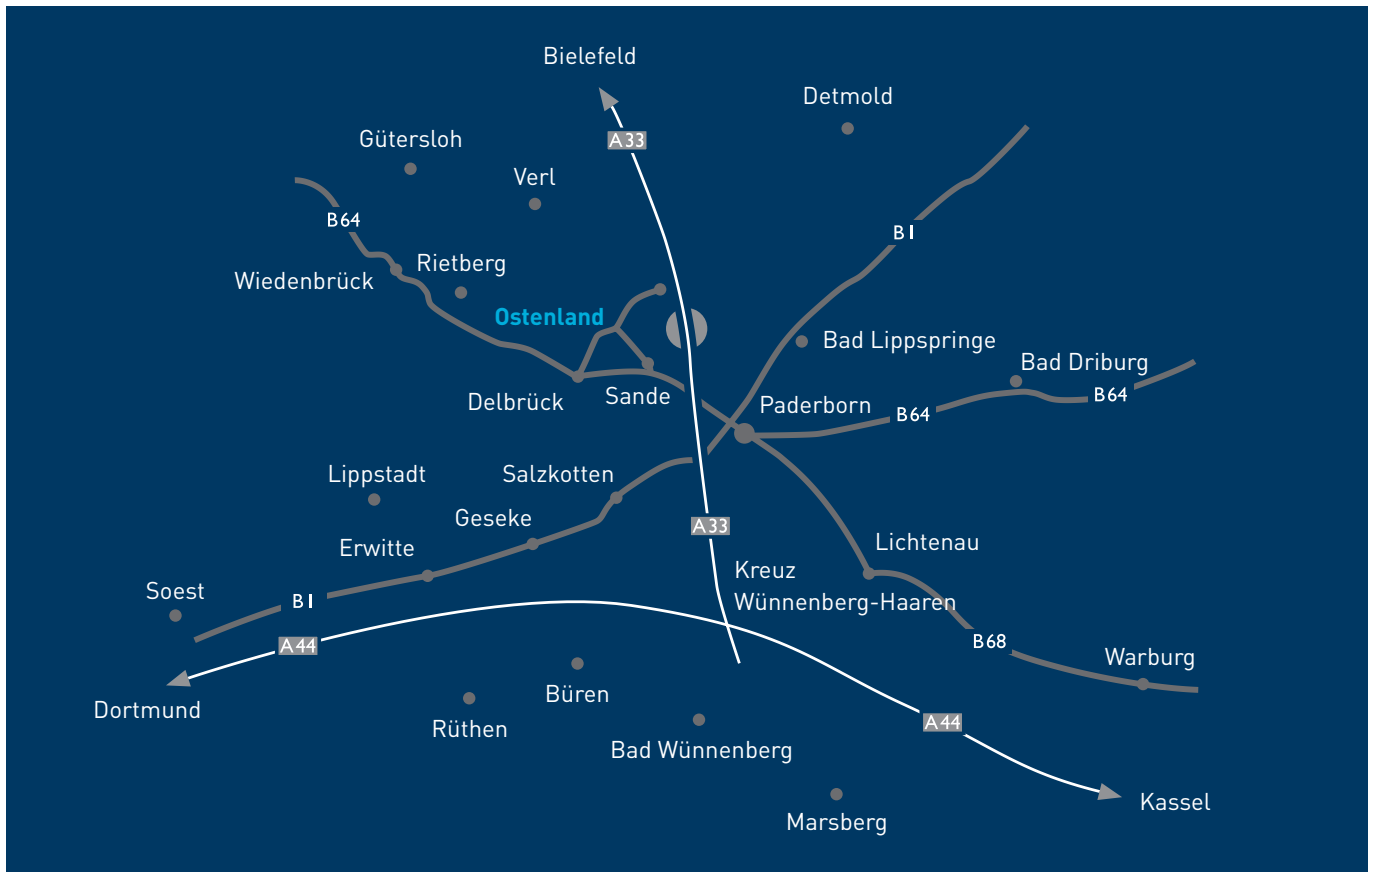 Bielefeld
Detmold
A33
Gütersloh
Verl
B64
B1
Rietberg
Wiedenbrück
Ostenland
Bad Lippspringe
Bad Driburg
Delbrück
Sande
Paderborn
B64
B64
Lippstadt
Salzkotten
Geseke
A33
Erwitte
Lichtenau
Kreuz
Wünnenberg-Haaren
Soest
B1
A44
B68
Warburg
Büren
Dortmund
Rüthen
A44
Bad Wünnenberg
Kassel
Marsberg